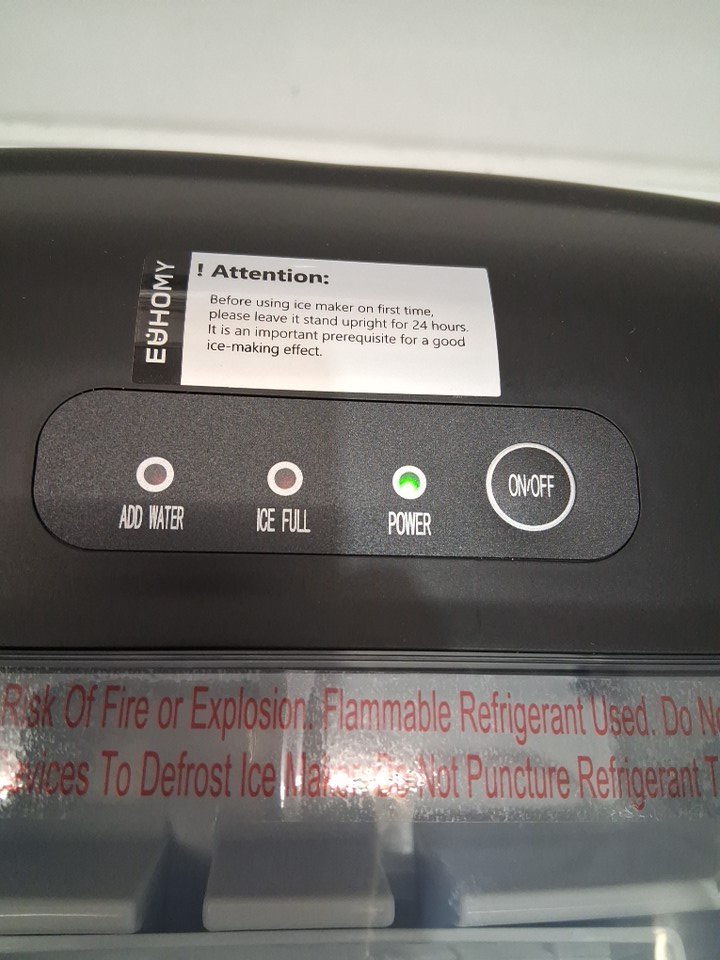 EUHOMY
! Attention:
Before using ice maker on first time,
please leave it stand upright for 24 hours.
It is an important prerequisite for a good
ice-making effect.
ADD WATER
ICE FULL
POWER
ON/OFF
Risk Of Fire or Explosion. Flammable Refrigerant Used. Do
To Defrost Ice Maker. Do Not Puncture Refrigerant